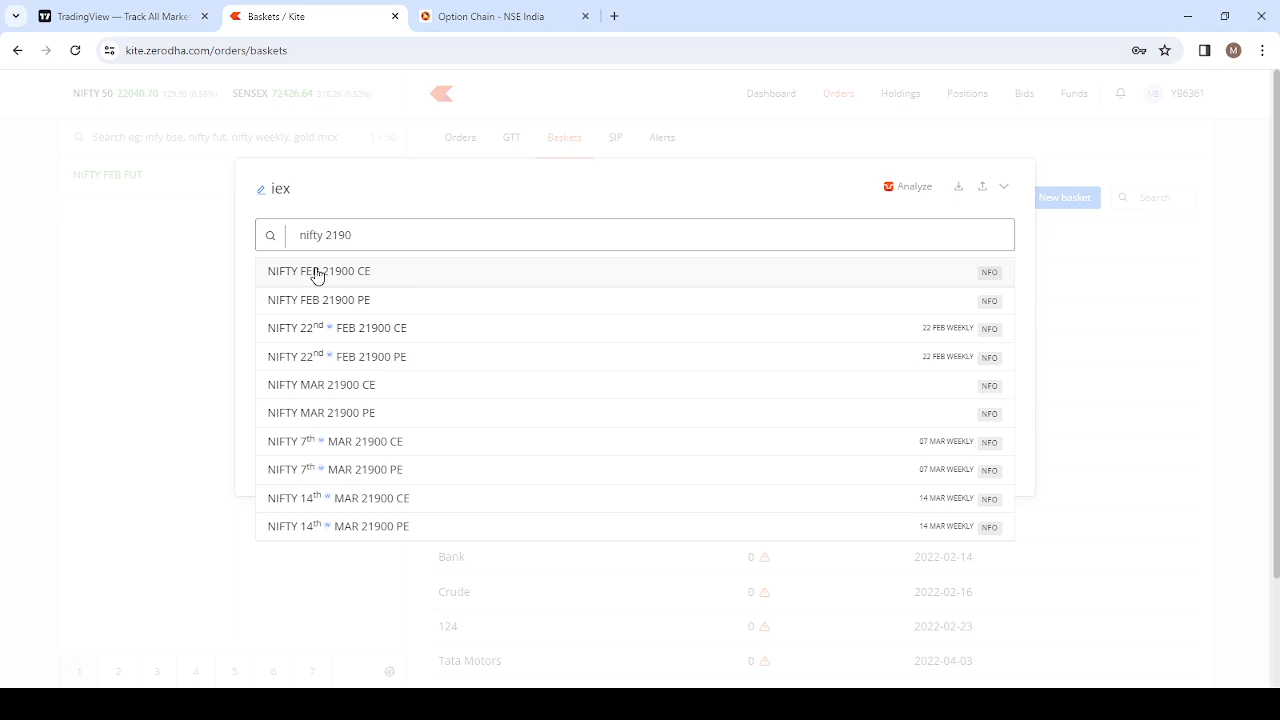 TradingView — Track All Market
Baskets / Kite
Option Chain - NSE India
kite.zerodha.com/orders/baskets
M
NIFTY 50 22040.70 129.95 (0.59%) SENSEX 72426.64 376.26 (0.52%)
Dashboard Orders Holdings Positions Bids Funds ME YB6361
Search eg: infy bse, nifty fut, nifty weekly, gold mcx 1 / 50
Orders GTT Baskets SIP Alerts
NIFTY FEB FUT
iex
Analyze
New basket Search
nifty 2190
NIFTY FEB 21900 CE NFO
NIFTY FEB 21900 PE NFO
NIFTY 22nd w FEB 21900 CE 22 FEB WEEKLY NFO
NIFTY 22nd w FEB 21900 PE 22 FEB WEEKLY NFO
NIFTY MAR 21900 CE NFO
NIFTY MAR 21900 PE NFO
NIFTY 7th w MAR 21900 CE 07 MAR WEEKLY NFO
NIFTY 7th w MAR 21900 PE 07 MAR WEEKLY NFO
NIFTY 14th w MAR 21900 CE 14 MAR WEEKLY NFO
NIFTY 14th w MAR 21900 PE 14 MAR WEEKLY NFO
Bank 0 2022-02-14
Crude 0 2022-02-16
124 0 2022-02-23
Tata Motors 0 2022-04-03
1 2 3 4 5 6 7